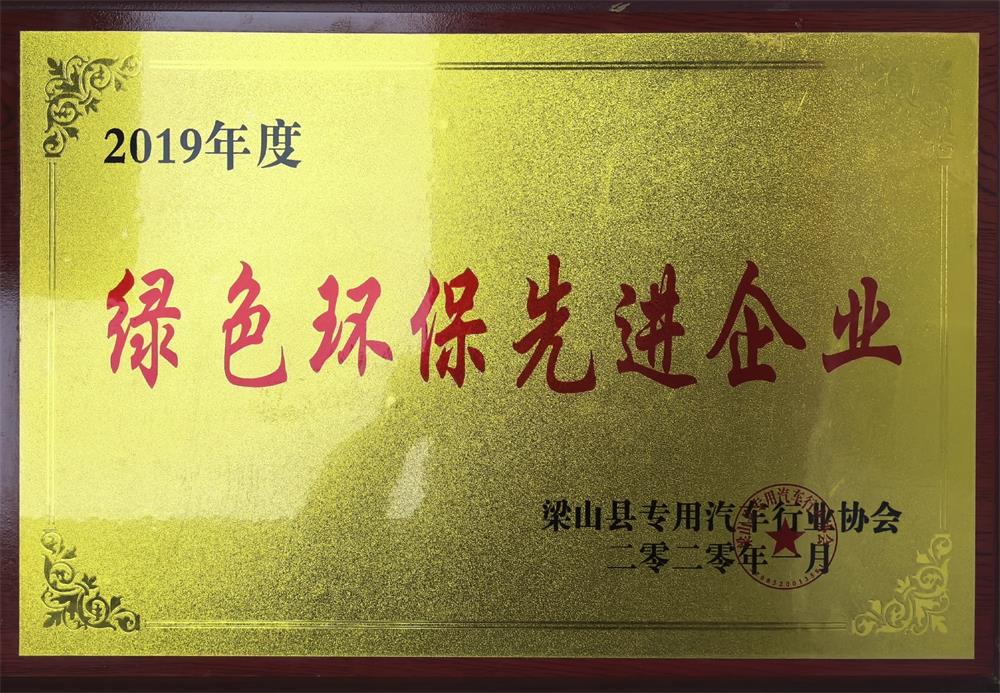 2019年度
绿色环保先进企业
梁山县专用汽车行业协会
二零二零年一月